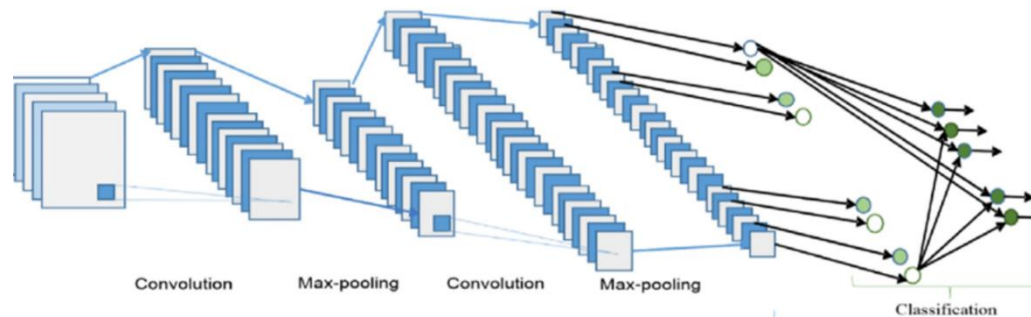 Convolution
Max-pooling
Convolution
Max-pooling
Classification